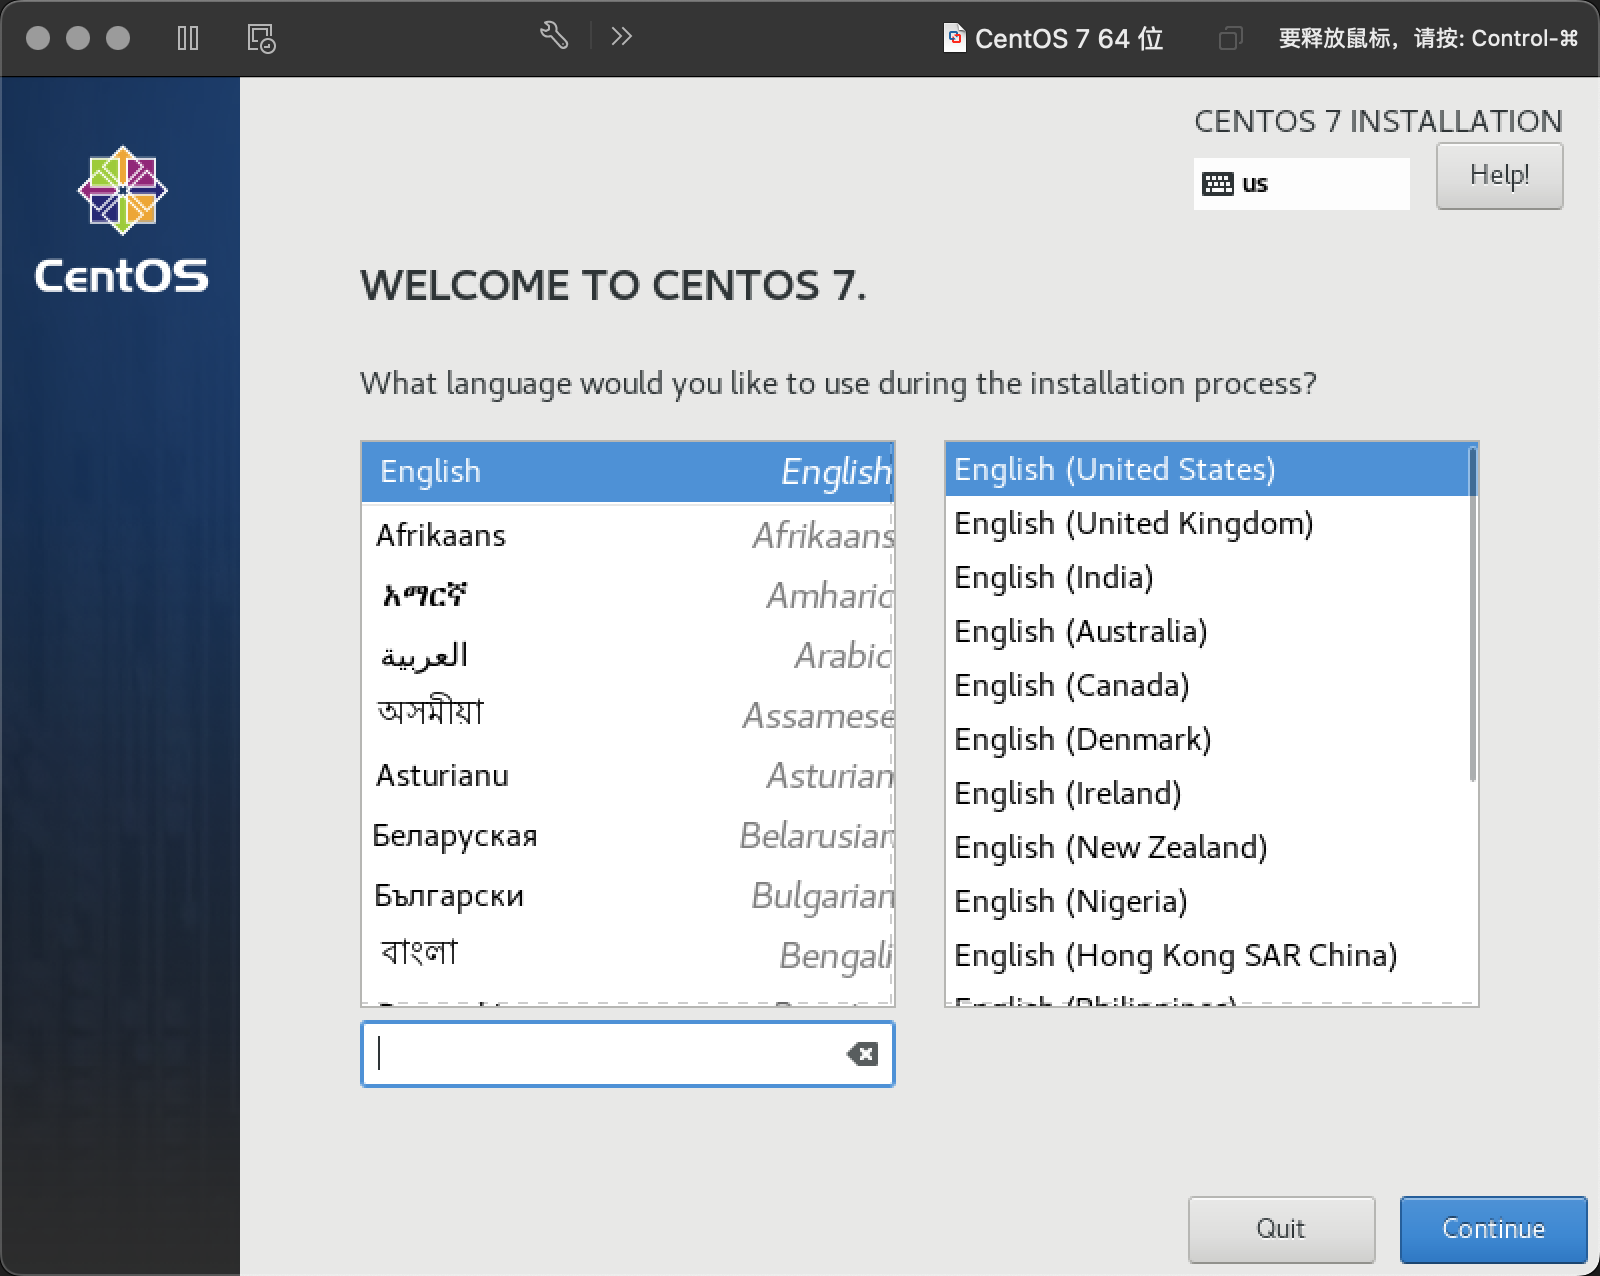 CentOS 7 64 位
要释放鼠标，请按: Control-⌘
CentOS
CENTOS 7 INSTALLATION
us
Help!
WELCOME TO CENTOS 7.
What language would you like to use during the installation process?
English English
Afrikaans Afrikaans
አማርኛ Amharic
العربية Arabic
অসমীয়া Assamese
Asturianu Asturian
Беларуская Belarusian
Български Bulgarian
বাংলা Bengali
English (United States)
English (United Kingdom)
English (India)
English (Australia)
English (Canada)
English (Denmark)
English (Ireland)
English (New Zealand)
English (Nigeria)
English (Hong Kong SAR China)
English (Philippines)
Quit
Continue